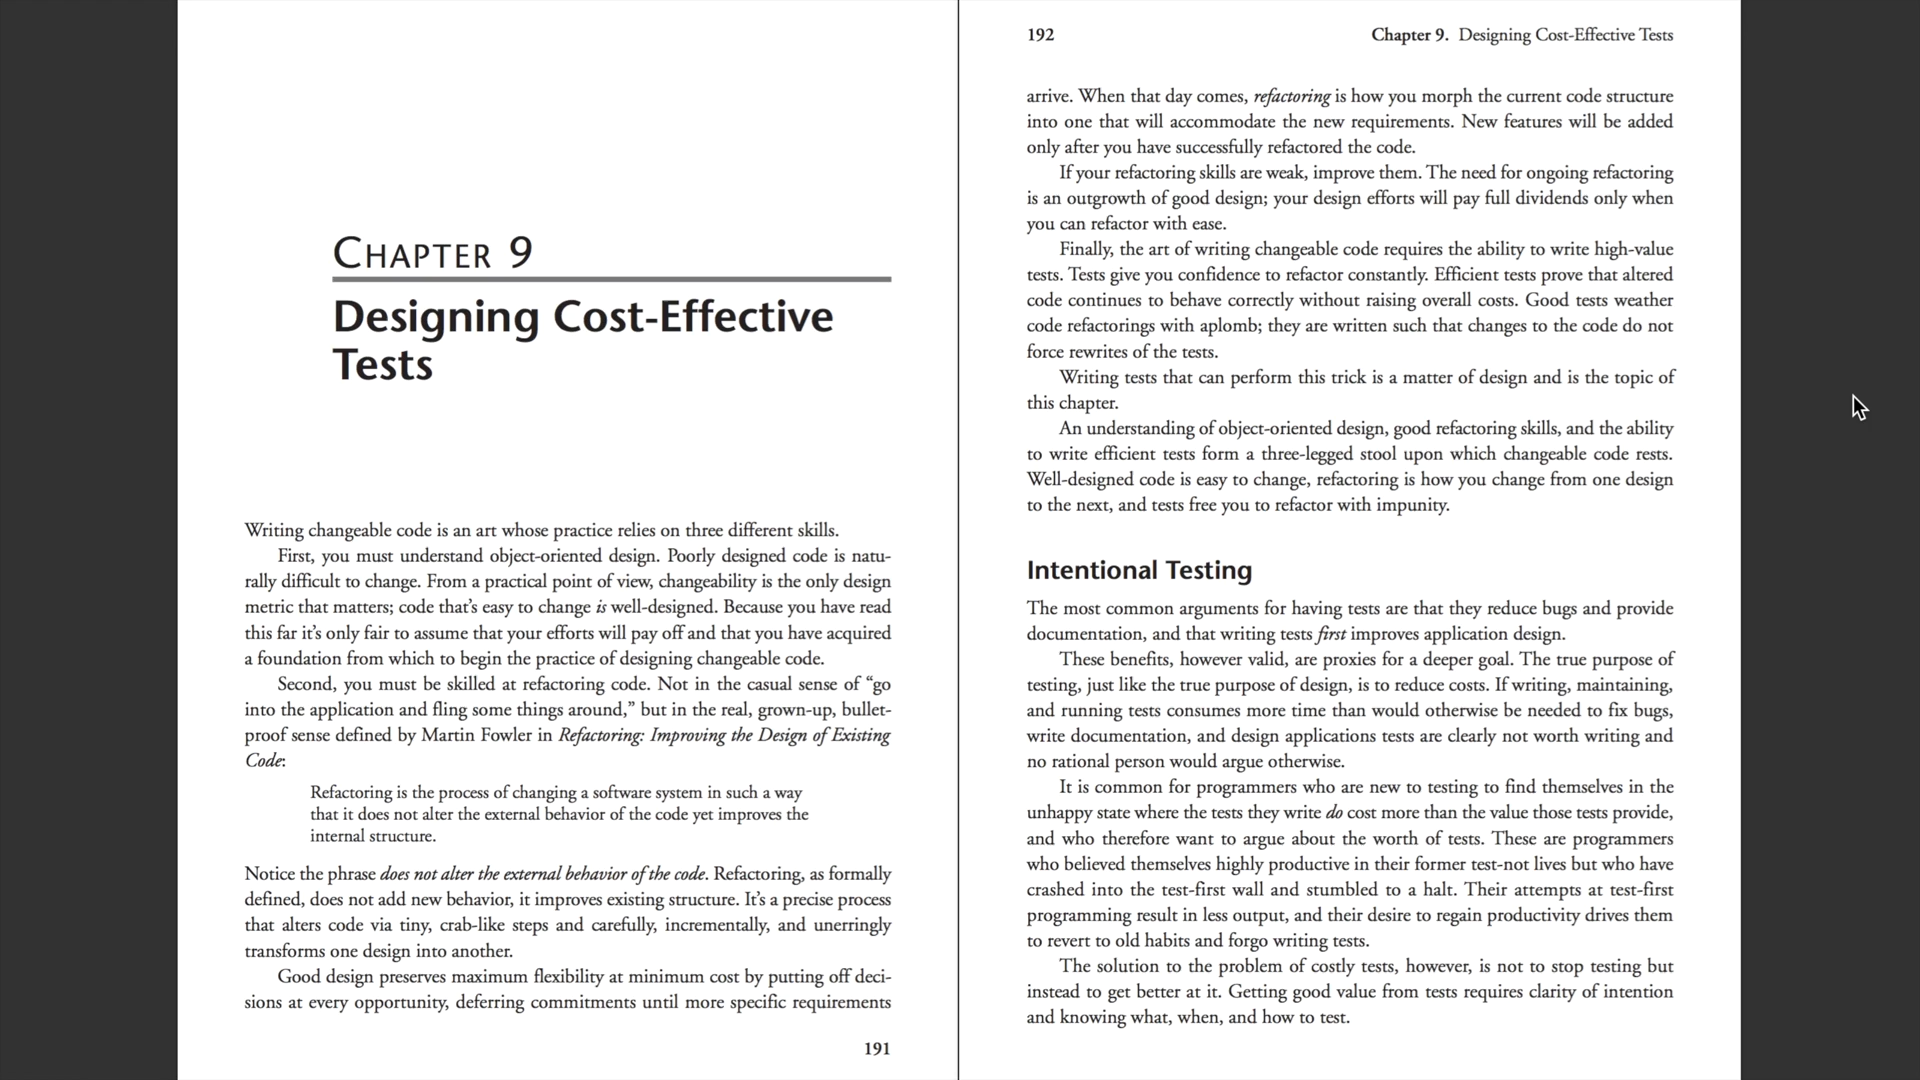 CHAPTER 9
Designing Cost-Effective
Tests
Writing changeable code is an art whose practice relies on three different skills.
First, you must understand object-oriented design. Poorly designed code is natu-
rally difficult to change. From a practical point of view, changeability is the only design
metric that matters; code that's easy to change is well-designed. Because you have read
this far it's only fair to assume that your efforts will pay off and that you have acquired
a foundation from which to begin the practice of designing changeable code.
Second, you must be skilled at refactoring code. Not in the casual sense of “go
into the application and fling some things around,” but in the real, grown-up, bullet-
proof sense defined by Martin Fowler in Refactoring: Improving the Design of Existing
Code:
Refactoring is the process of changing a software system in such a way
that it does not alter the external behavior of the code yet improves the
internal structure.
Notice the phrase does not alter the external behavior of the code. Refactoring, as formally
defined, does not add new behavior, it improves existing structure. It's a precise process
that alters code via tiny, crab-like steps and carefully, incrementally, and unerringly
transforms one design into another.
Good design preserves maximum flexibility at minimum cost by putting off deci-
sions at every opportunity, deferring commitments until more specific requirements
191
192 Chapter 9. Designing Cost-Effective Tests
arrive. When that day comes, refactoring is how you morph the current code structure
into one that will accommodate the new requirements. New features will be added
only after you have successfully refactored the code.
If your refactoring skills are weak, improve them. The need for ongoing refactoring
is an outgrowth of good design; your design efforts will pay full dividends only when
you can refactor with ease.
Finally, the art of writing changeable code requires the ability to write high-value
tests. Tests give you confidence to refactor constantly. Efficient tests prove that altered
code continues to behave correctly without raising overall costs. Good tests weather
code refactorings with aplomb; they are written such that changes to the code do not
force rewrites of the tests.
Writing tests that can perform this trick is a matter of design and is the topic of
this chapter.
An understanding of object-oriented design, good refactoring skills, and the ability
to write efficient tests form a three-legged stool upon which changeable code rests.
Well-designed code is easy to change, refactoring is how you change from one design
to the next, and tests free you to refactor with impunity.
Intentional Testing
The most common arguments for having tests are that they reduce bugs and provide
documentation, and that writing tests first improves application design.
These benefits, however valid, are proxies for a deeper goal. The true purpose of
testing, just like the true purpose of design, is to reduce costs. If writing, maintaining,
and running tests consumes more time than would otherwise be needed to fix bugs,
write documentation, and design applications tests are clearly not worth writing and
no rational person would argue otherwise.
It is common for programmers who are new to testing to find themselves in the
unhappy state where the tests they write do cost more than the value those tests provide,
and who therefore want to argue about the worth of tests. These are programmers
who believed themselves highly productive in their former test-not lives but who have
crashed into the test-first wall and stumbled to a halt. Their attempts at test-first
programming result in less output, and their desire to regain productivity drives them
to revert to old habits and forgo writing tests.
The solution to the problem of costly tests, however, is not to stop testing but
instead to get better at it. Getting good value from tests requires clarity of intention
and knowing what, when, and how to test.